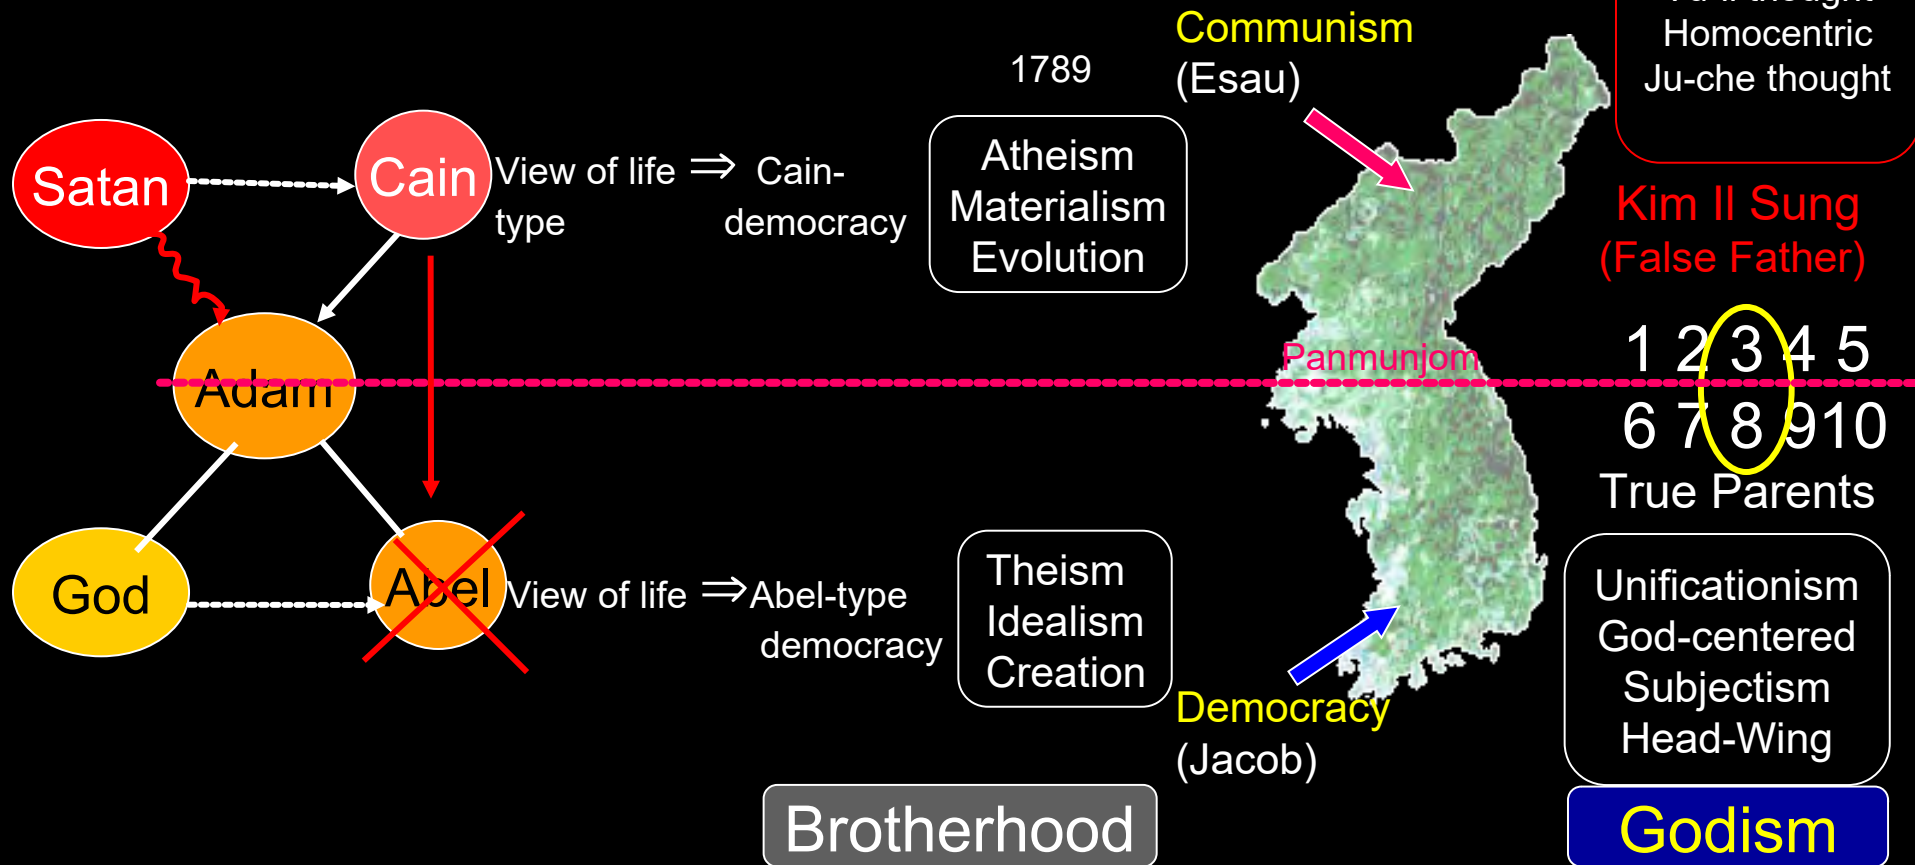 Homocentric
Ju-che thought
Communism
(Esau)
1789
Satan
Cain
View of life ⇒ Cain-
type democracy
Atheism
Materialism
Evolution
Kim Il Sung
(False Father)
Panmunjom
1 2 3 4 5
Adam
6 7 8 9 10
True Parents
God
Abel
View of life ⇒ Abel-type
democracy
Theism
Idealism
Creation
Unificationism
God-centered
Subjectism
Head-Wing
Democracy
(Jacob)
Brotherhood
Godism